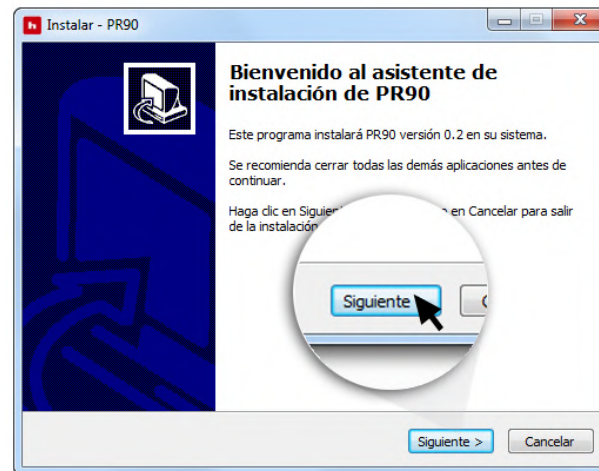 Instalar - PR90
Bienvenido al asistente de
instalación de PR90
Este programa instalará PR90 versión 0.2 en su sistema.
Se recomienda cerrar todas las demás aplicaciones antes de
continuar.
Haga clic en Siguien en Cancelar para salir
de la instalación
Siguiente
Siguiente >
Cancelar